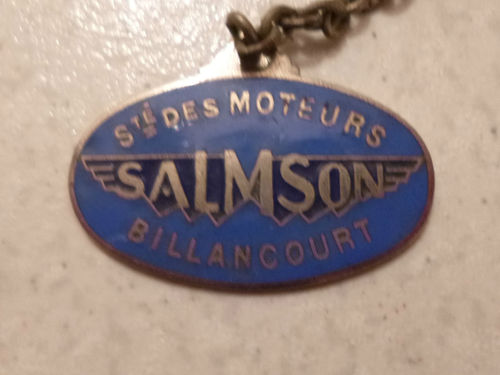 STÉ DES MOTEURS
SALMSON
BILLANCOURT